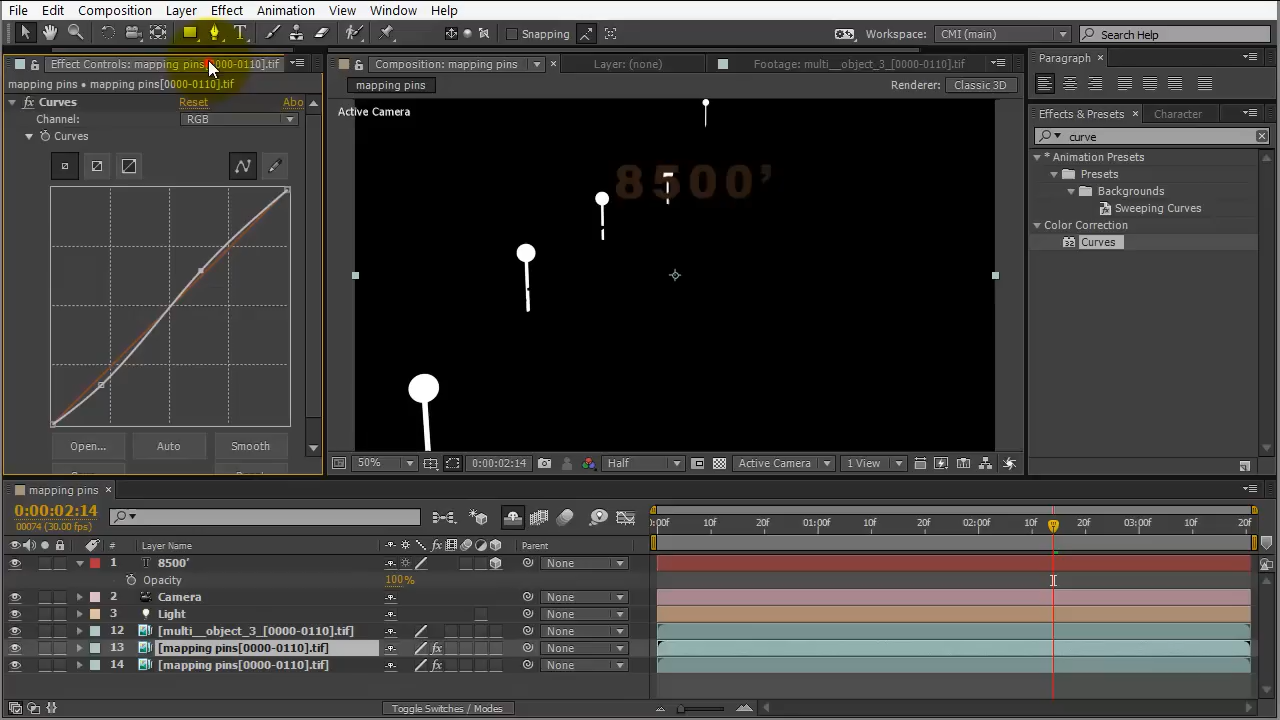 File Edit Composition Layer Effect Animation View Window Help
T Snapping Workspace: CMI (main) Search Help
Effect Controls: mapping pins[0000-0110].tif
Composition: mapping pins × Layer: (none) Footage: multi__object_3_[0000-0110].tif
Paragraph ×
mapping pins • mapping pins[0000-0110].tif
mapping pins
Renderer: Classic 3D
fx Curves Reset Abo
Channel: RGB
Curves
Active Camera
8500’
Effects & Presets × Character
curve
* Animation Presets
Presets
Backgrounds
Sweeping Curves
Color Correction
32 Curves
Open... Auto Smooth
50% 0:00:02:14 Half Active Camera 1 View
mapping pins ×
0:00:02:14
00074 (30.00 fps)
:00f 10f 20f 01:00f 10f 20f 02:00f 10f 20f 03:00f 10f 20f
# Layer Name fx Parent
1 T 8500’ None
Opacity 100%
2 Camera None
3 Light None
12 [multi__object_3_[0000-0110].tif] None
13 [mapping pins[0000-0110].tif] fx None
14 [mapping pins[0000-0110].tif] fx None
Toggle Switches / Modes